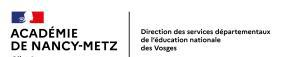 ACADÉMIE
DE NANCY-METZ
Direction des services départementaux
de l'éducation nationale
des Vosges